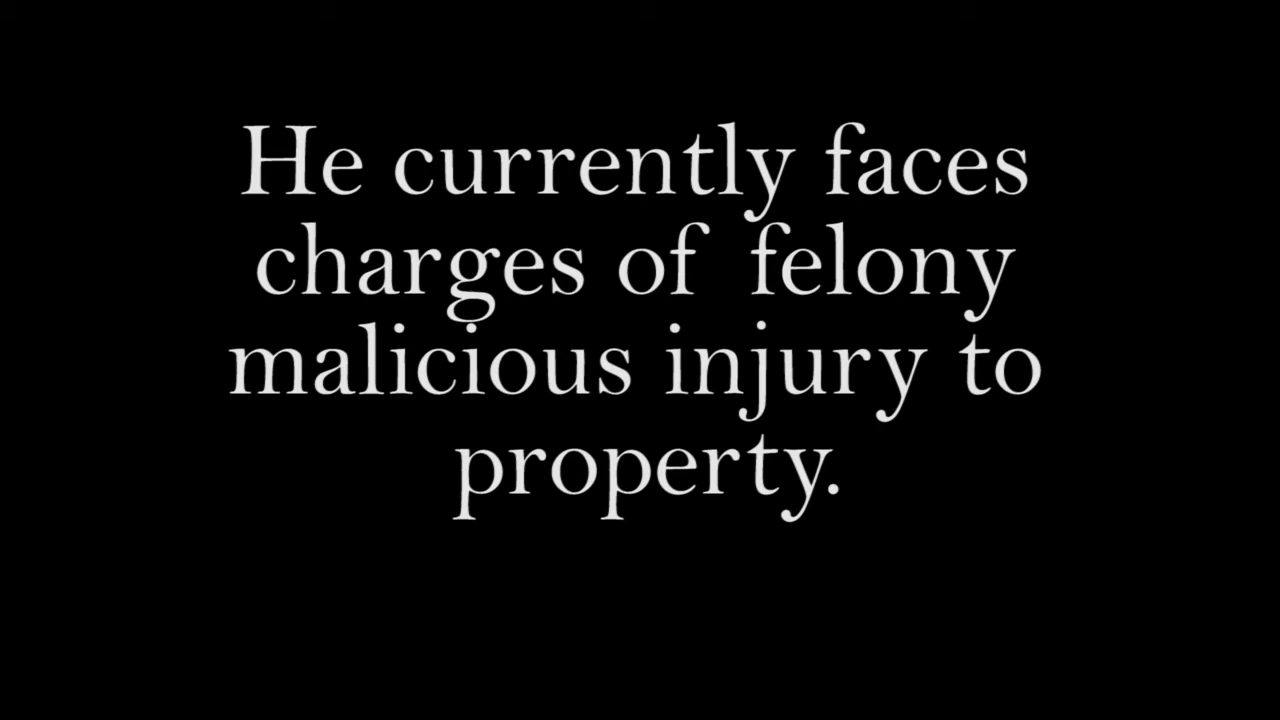 He currently faces
charges of felony
malicious injury to
property.